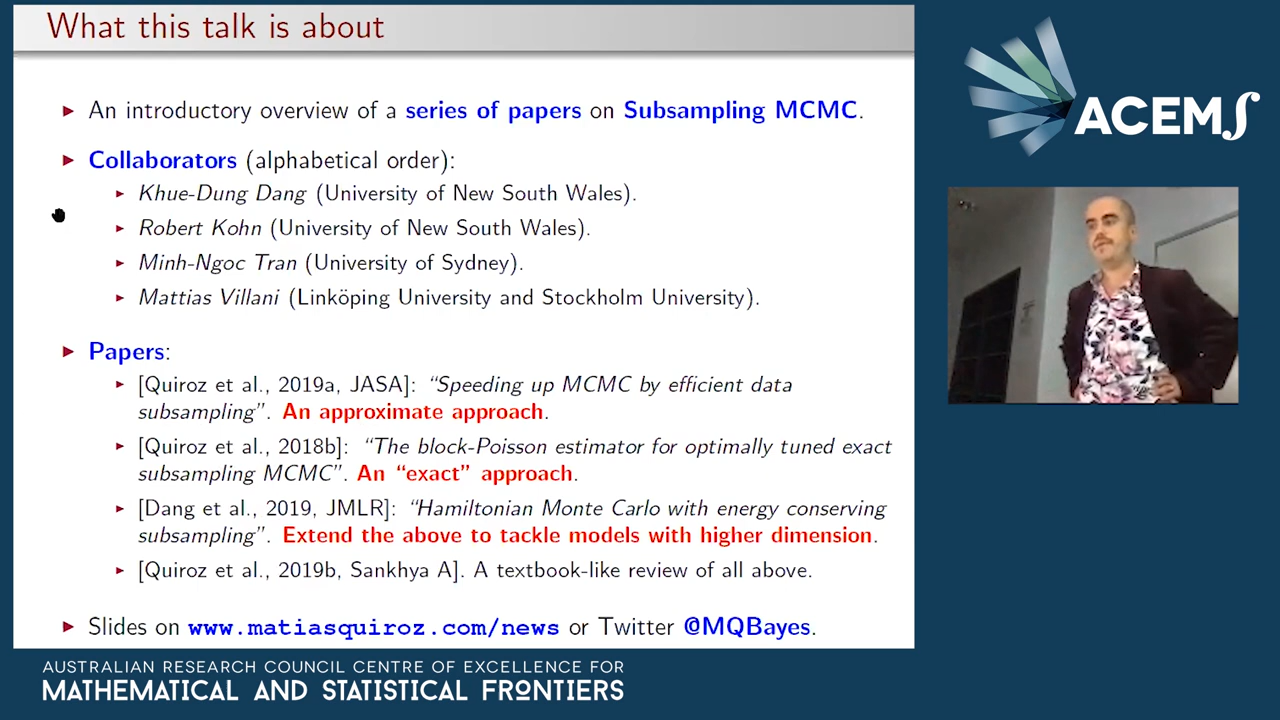 What this talk is about
An introductory overview of a series of papers on Subsampling MCMC.
Collaborators (alphabetical order):
Khue-Dung Dang (University of New South Wales).
Robert Kohn (University of New South Wales).
Minh-Ngoc Tran (University of Sydney).
Mattias Villani (Linköping University and Stockholm University).
Papers:
[Quiroz et al., 2019a, JASA]: “Speeding up MCMC by efficient data
subsampling”. An approximate approach.
[Quiroz et al., 2018b]: “The block-Poisson estimator for optimally tuned exact
subsampling MCMC”. An “exact” approach.
[Dang et al., 2019, JMLR]: “Hamiltonian Monte Carlo with energy conserving
subsampling”. Extend the above to tackle models with higher dimension.
[Quiroz et al., 2019b, Sankhya A]. A textbook-like review of all above.
Slides on www.matiasquiroz.com/news or Twitter @MQBayes.
ACEMS
AUSTRALIAN RESEARCH COUNCIL CENTRE OF EXCELLENCE FOR
MATHEMATICAL AND STATISTICAL FRONTIERS